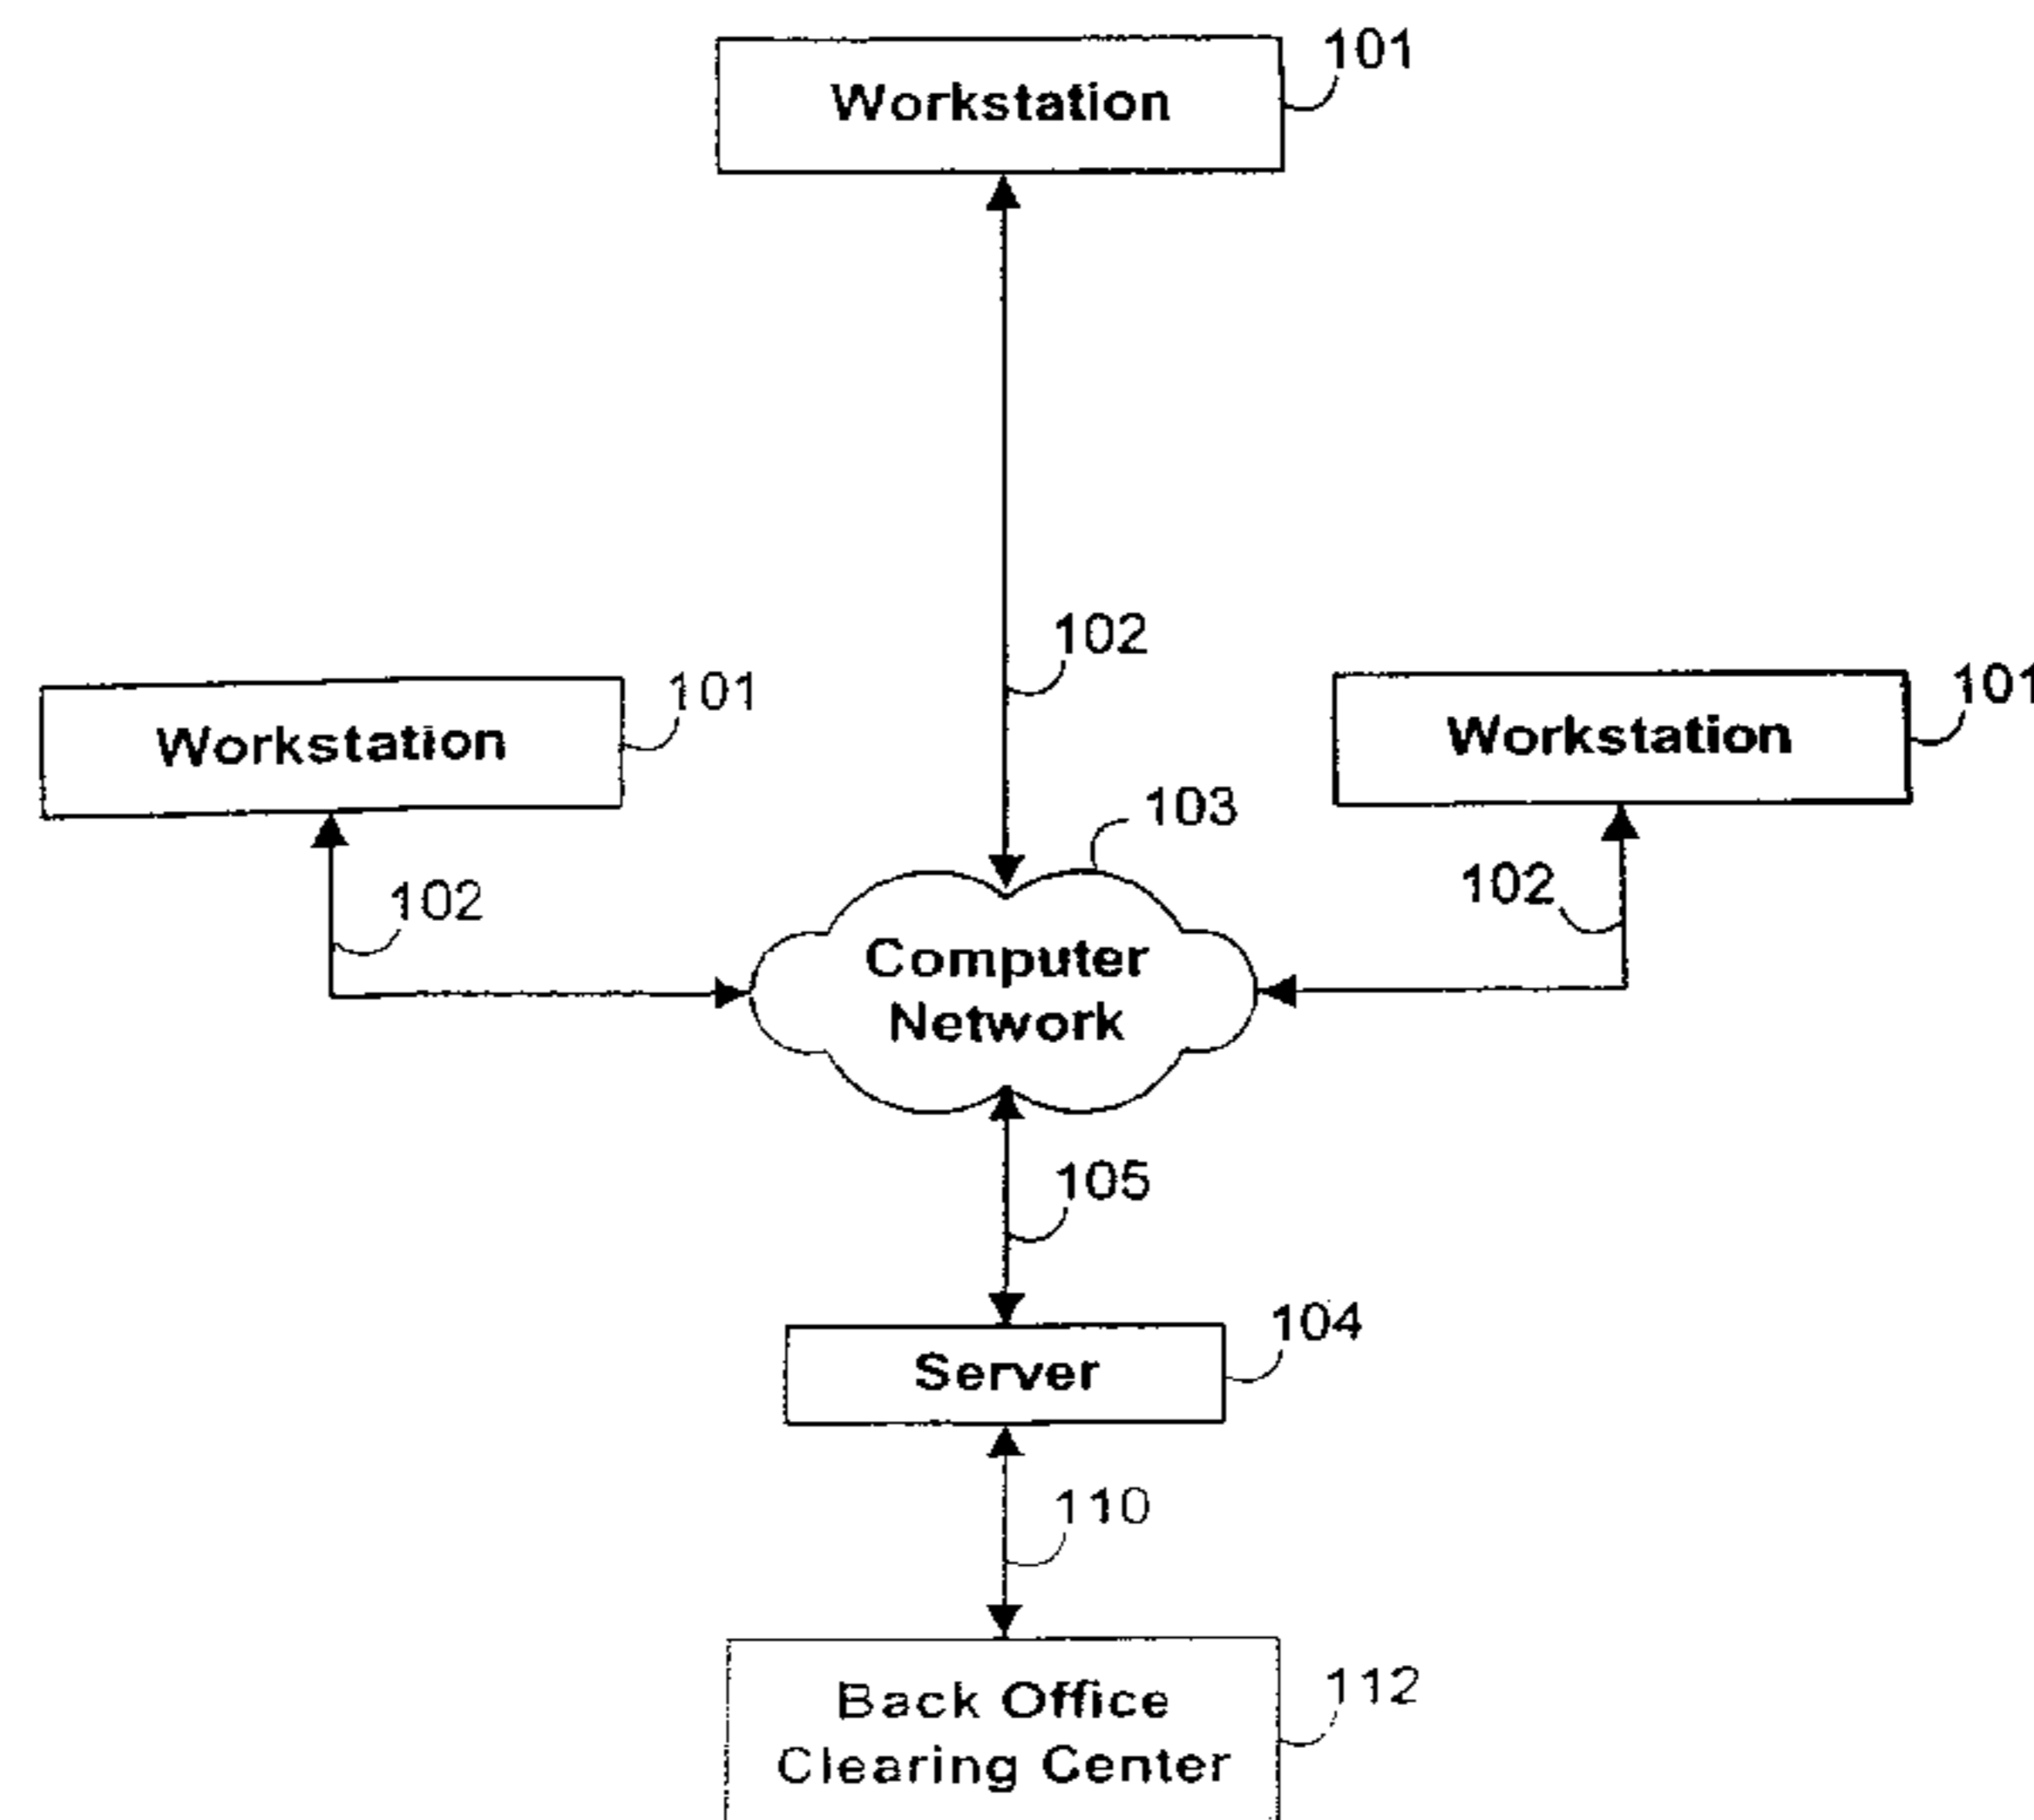 101
Workstation
102
101
Workstation
101
Workstation
103
102
102
Computer
Network
105
104
Server
110
112
Back Office
Clearing Center